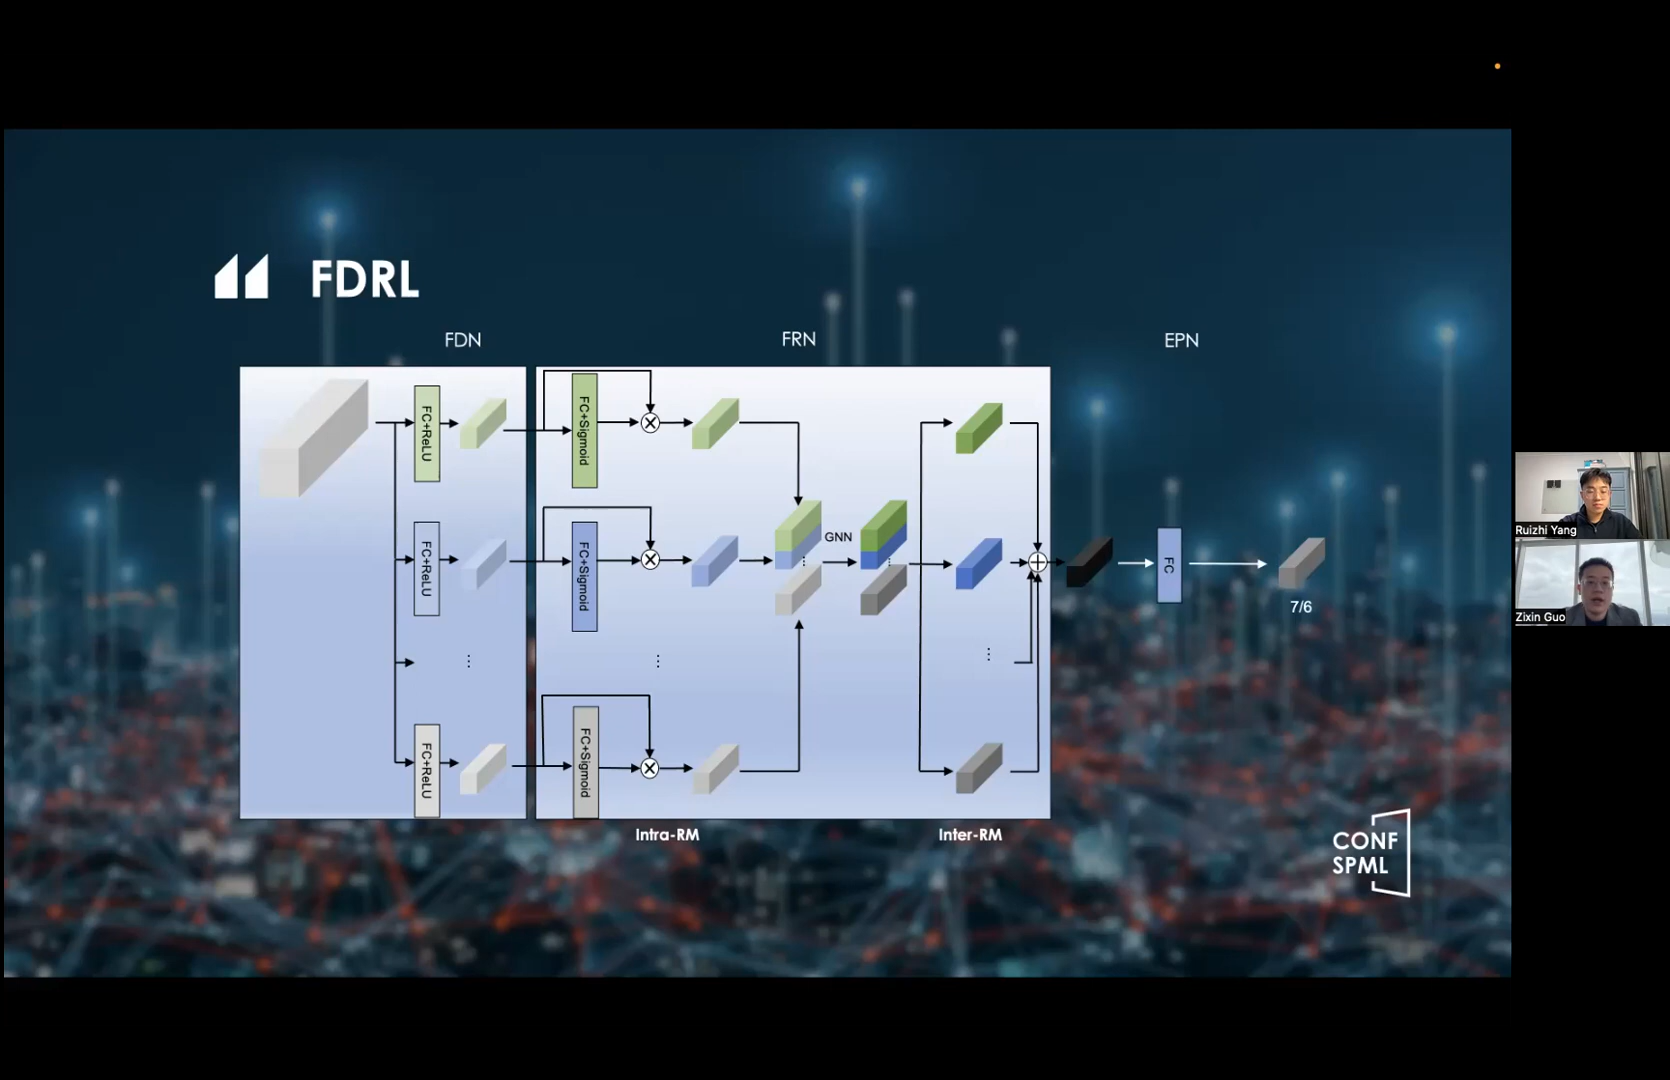 FDRL
FDN
FRN
EPN
FC+ReLU
FC+Sigmoid
FC+ReLU
FC+Sigmoid
GNN
FC
7/6
FC+ReLU
FC+Sigmoid
Intra-RM
Inter-RM
CONF
SPML
Ruizhi Yang
Zixin Guo